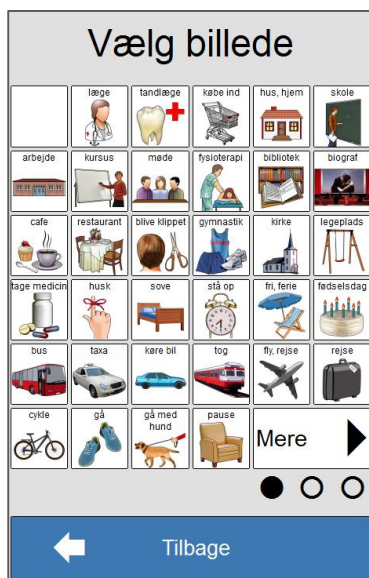 Vælg billede
læge
tandlæge
købe ind
hus, hjem
skole
arbejde
kursus
møde
fysioterapi
bibliotek
biograf
cafe
restaurant
blive klippet
gymnastik
kirke
legeplads
tage medicin
husk
sove
stå op
fri, ferie
fødselsdag
bus
taxa
køre bil
tog
fly, rejse
rejse
cykle
gå
gå med
hund
pause
Mere
Tilbage